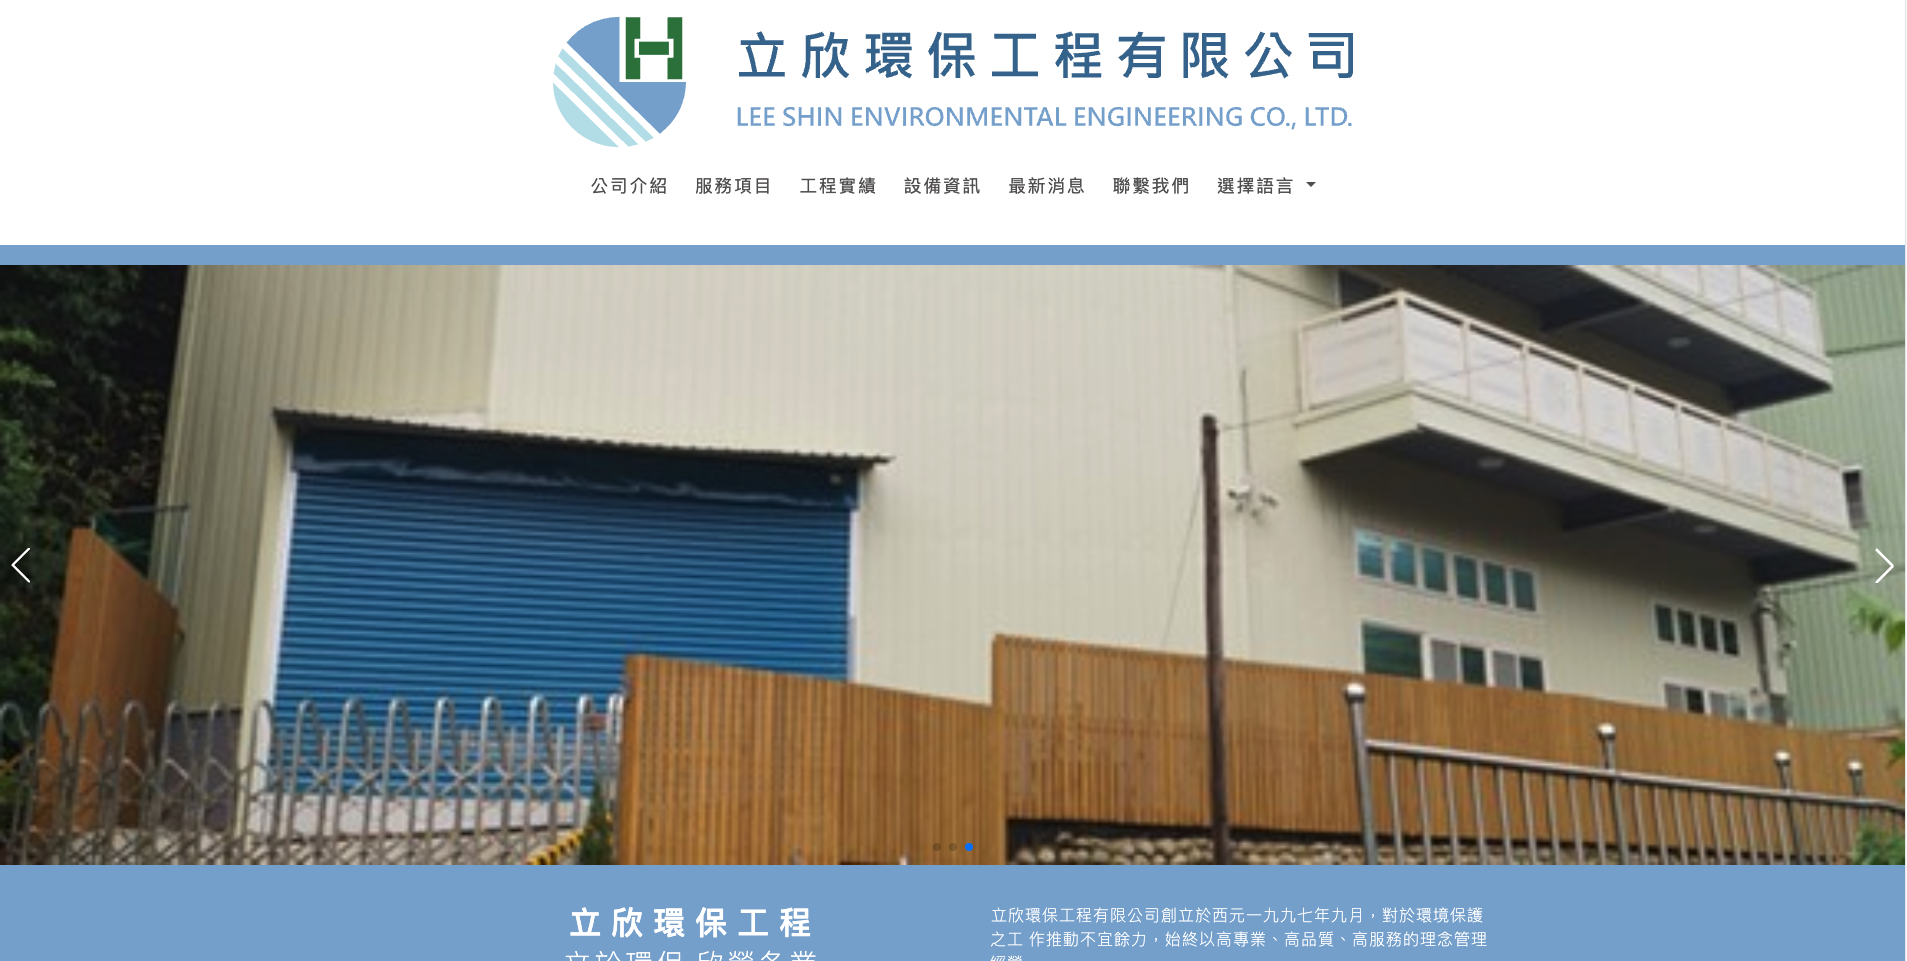 立欣環保工程有限公司
LEE SHIN ENVIRONMENTAL ENGINEERING CO., LTD.
公司介紹 服務項目 工程實績 設備資訊 最新消息 聯繫我們 選擇語言
立欣環保工程
立欣環保工程有限公司創立於西元一九九七年九月，對於環境保護
之工 作推動不宜餘力，始終以高專業、高品質、高服務的理念管理